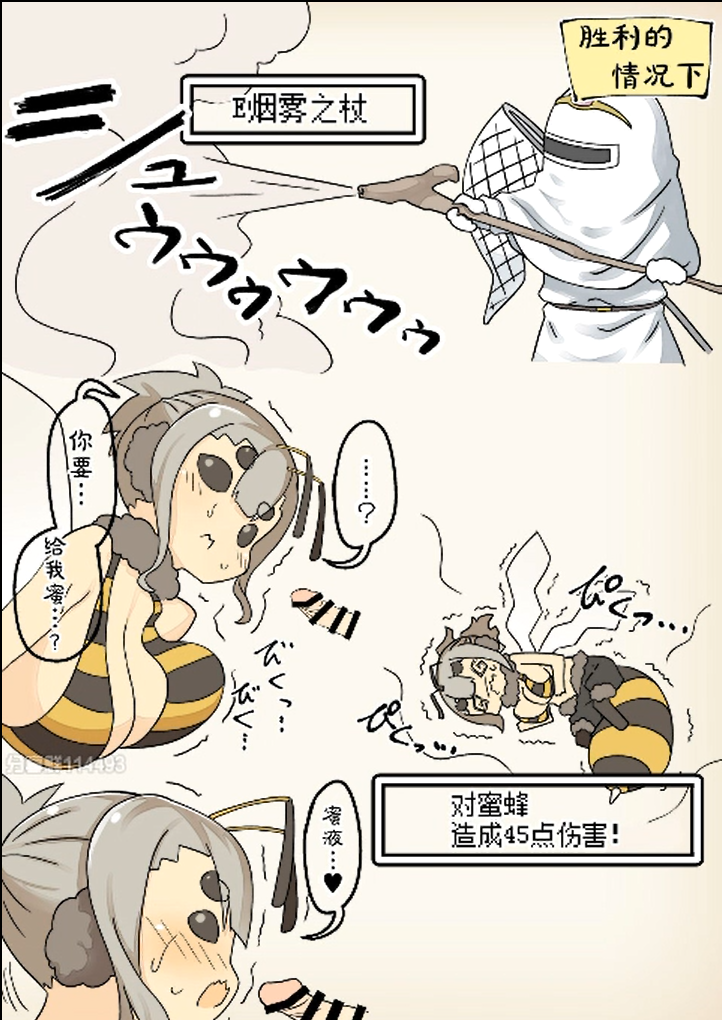 胜利的
情况下
E烟雾之杖
シュウウゥウゥゥ
……?
你要…
给我蜜…?
びくっ…
びく…
ぴくっ…
ぴくっ…
对蜜蜂
造成45点伤害!
蜜液…♥